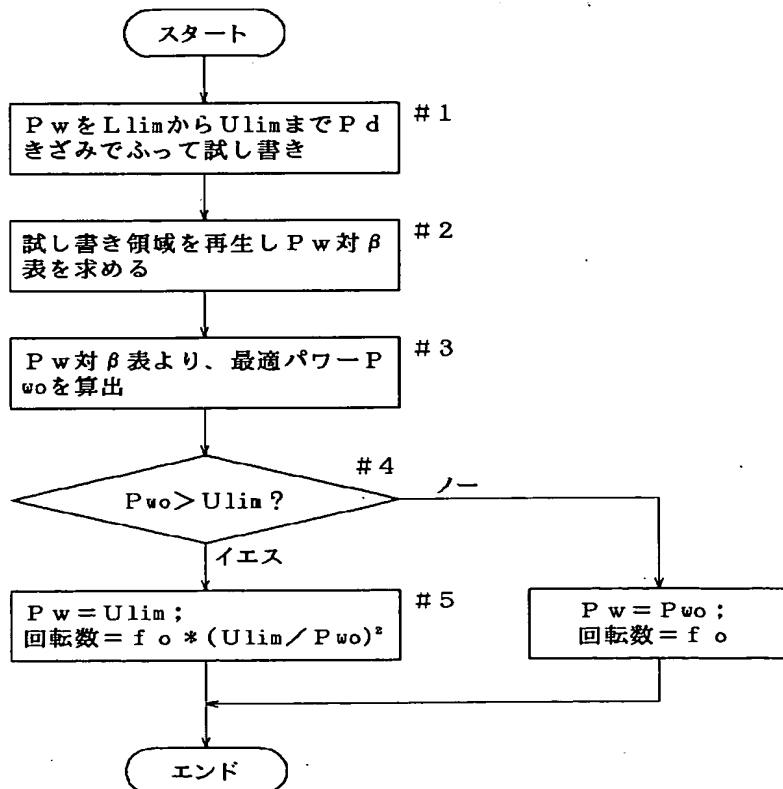 スタート
PwをLlimからUlimまでPd
きざみでふって試し書き
#1
試し書き領域を再生しPw対β
表を求める
#2
Pw対β表より、最適パワーP
woを算出
#3
#4
Pwo>Ulim?
ノー
イエス
Pw=Ulim;
回転数=fo*(Ulim/Pwo)²
#5
Pw=Pwo;
回転数=fo
エンド